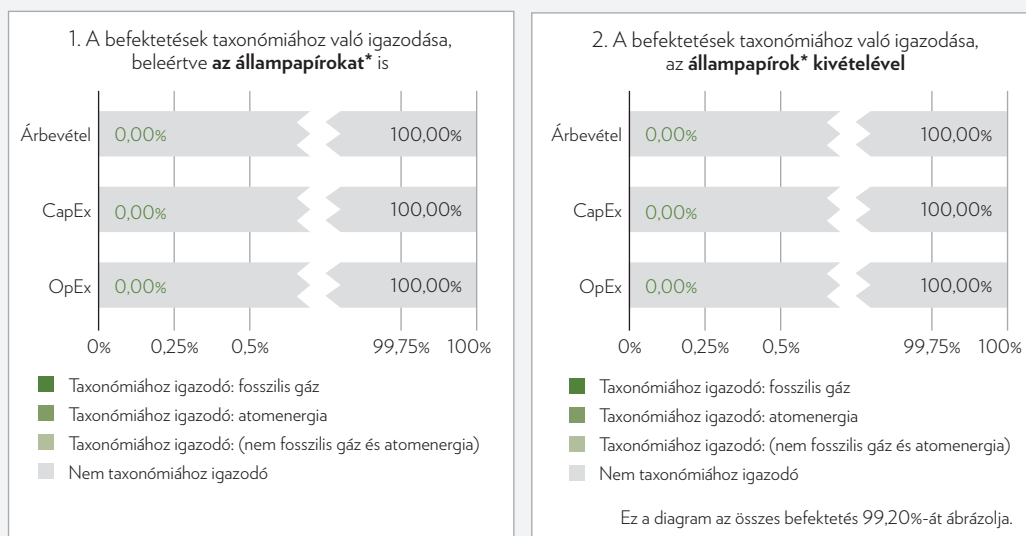 1. A befektetések taxonómiához való igazodása,
beleértve az állampapírokat* is
Árbevétel 0,00% 100,00%
CapEx 0,00% 100,00%
OpEx 0,00% 100,00%
0% 0,25% 0,5% 99,75% 100%
Taxonómiához igazodó: fosszilis gáz
Taxonómiához igazodó: atomenergia
Taxonómiához igazodó: (nem fosszilis gáz és atomenergia)
Nem taxonómiához igazodó
2. A befektetések taxonómiához való igazodása,
az állampapírok* kivételével
Árbevétel 0,00% 100,00%
CapEx 0,00% 100,00%
OpEx 0,00% 100,00%
0% 0,25% 0,5% 99,75% 100%
Taxonómiához igazodó: fosszilis gáz
Taxonómiához igazodó: atomenergia
Taxonómiához igazodó: (nem fosszilis gáz és atomenergia)
Nem taxonómiához igazodó
Ez a diagram az összes befektetés 99,20%-át ábrázolja.